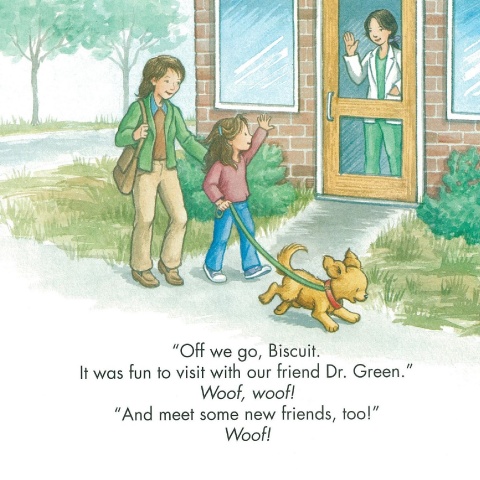 “Off we go, Biscuit.
It was fun to visit with our friend Dr. Green.”
Woof, woof!
“And meet some new friends, too!”
Woof!